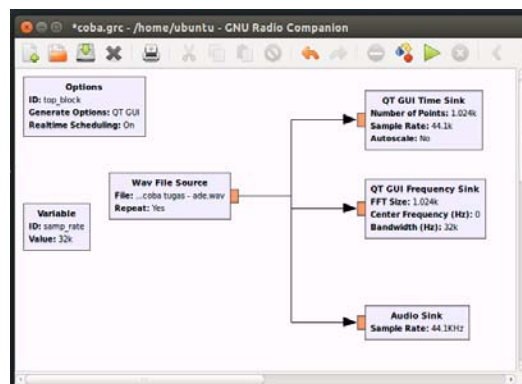 *coba.grc - /home/ubuntu - GNU Radio Companion
Options
ID: top_block
Generate Options: QT GUI
Realtime Scheduling: On
Variable
ID: samp_rate
Value: 32k
Wav File Source
File: ...coba tugas - ade.wav
Repeat: Yes
QT GUI Time Sink
Number of Points: 1.024k
Sample Rate: 44.1k
Autoscale: No
QT GUI Frequency Sink
FFT Size: 1.024k
Center Frequency (Hz): 0
Bandwidth (Hz): 32k
Audio Sink
Sample Rate: 44.1KHz